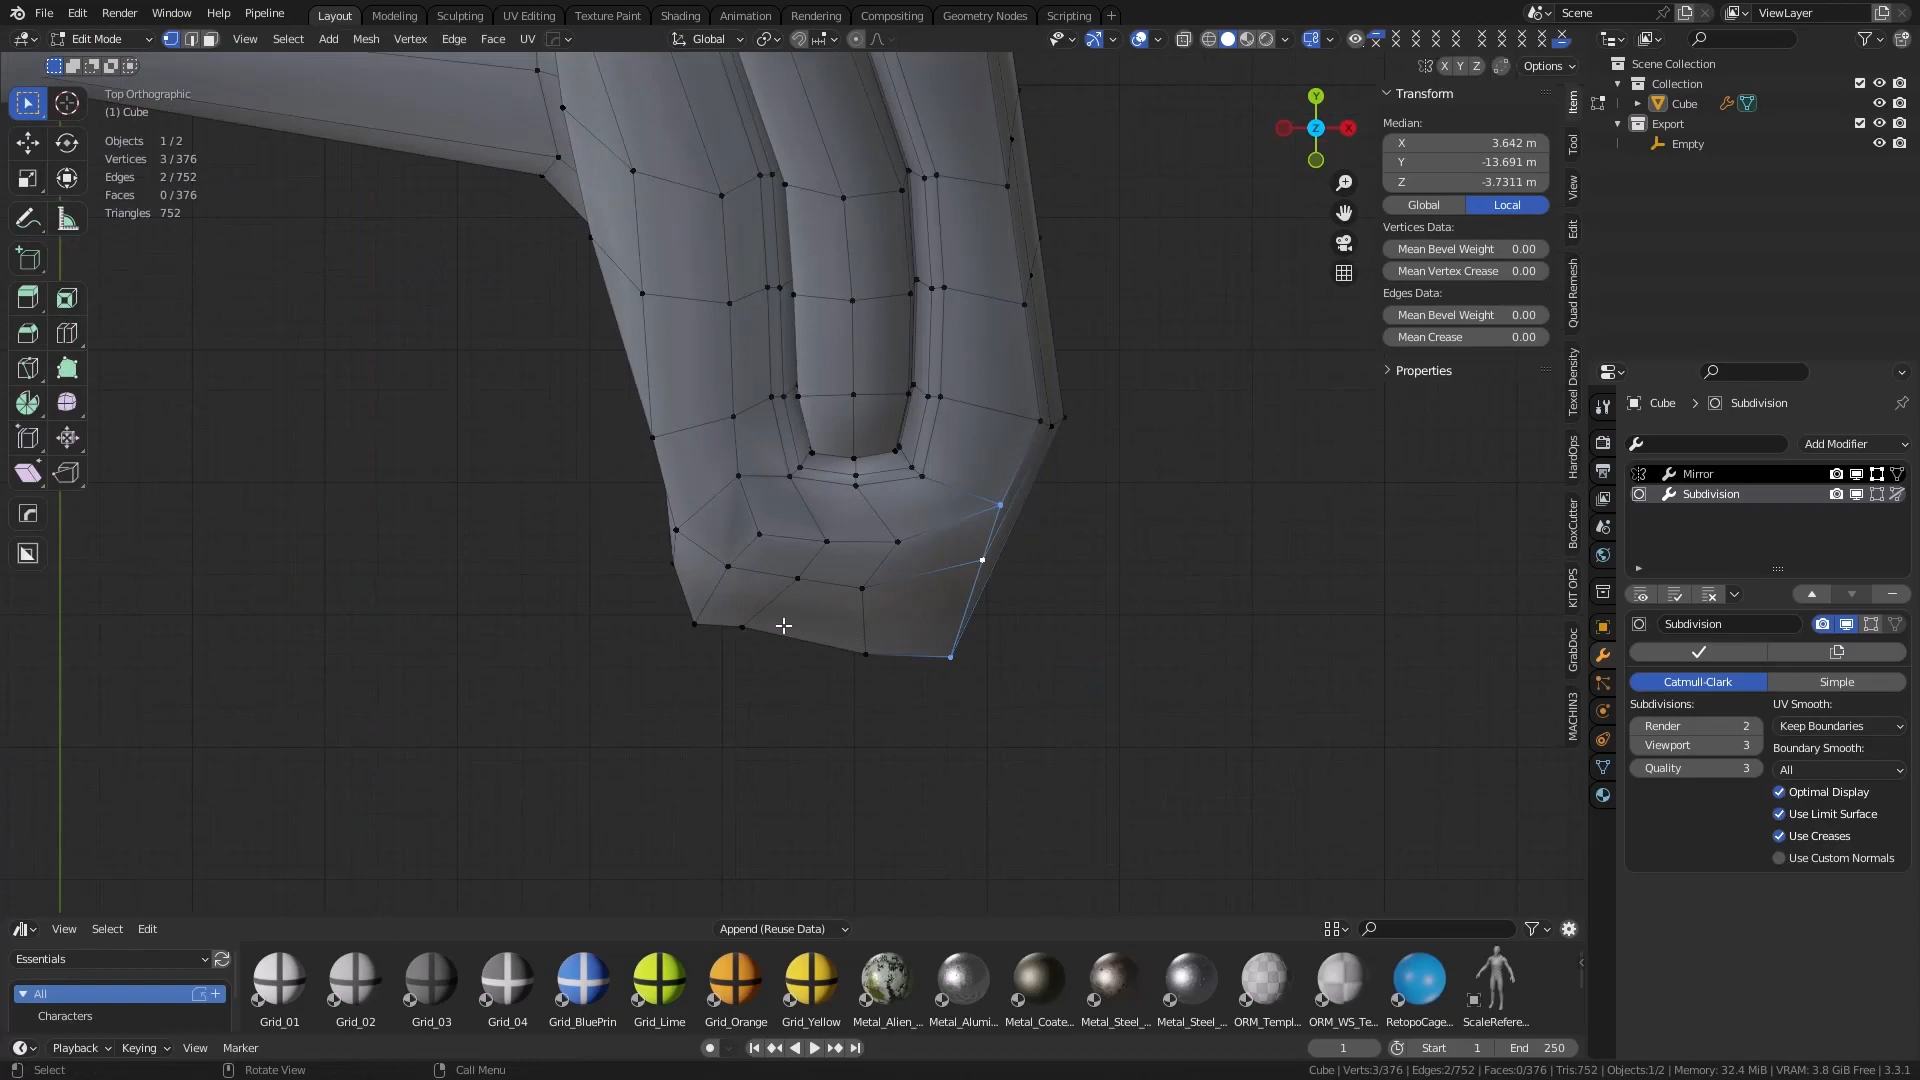 File Edit Render Window Help Pipeline Layout Modeling Sculpting UV Editing Texture Paint Shading Animation Rendering Compositing Geometry Nodes Scripting + Scene ViewLayer
Edit Mode View Select Add Mesh Vertex Edge Face UV Global
X Y Z Options
Top Orthographic
(1) Cube
Objects 1 / 2
Vertices 3 / 376
Edges 2 / 752
Faces 0 / 376
Triangles 752
Y
Z X
Transform
Median:
X 3.642 m
Y -13.691 m
Z -3.7311 m
Global Local
Vertices Data:
Mean Bevel Weight 0.00
Mean Vertex Crease 0.00
Edges Data:
Mean Bevel Weight 0.00
Mean Crease 0.00
Properties
Item
Tool
View
Edit
Quad Remesh
Texel Density
HardOps
BoxCutter
KIT OPS
GrabDoc
MACHIN3
Scene Collection
Collection
Cube
Export
Empty
Cube > Subdivision
Add Modifier
Mirror
Subdivision
Subdivision
Catmull-Clark Simple
Subdivisions: UV Smooth:
Render 2 Keep Boundaries
Viewport 3 Boundary Smooth:
Quality 3 All
Optimal Display
Use Limit Surface
Use Creases
Use Custom Normals
View Select Edit Append (Reuse Data)
Essentials
All
Characters
Grid_01 Grid_02 Grid_03 Grid_04 Grid_BluePrin Grid_Lime Grid_Orange Grid_Yellow Metal_Alien_... Metal_Alumi... Metal_Coate... Metal_Steel_... Metal_Steel_... ORM_Templ... ORM_WS_Te... RetopoCage... ScaleRefere...
Playback Keying View Marker 1 Start 1 End 250
Select Rotate View Call Menu Cube | Verts:3/376 | Edges:2/752 | Faces:0/376 | Tris:752 | Objects:1/2 | Memory: 32.4 MiB | VRAM: 3.8 GiB Free | 3.3.1